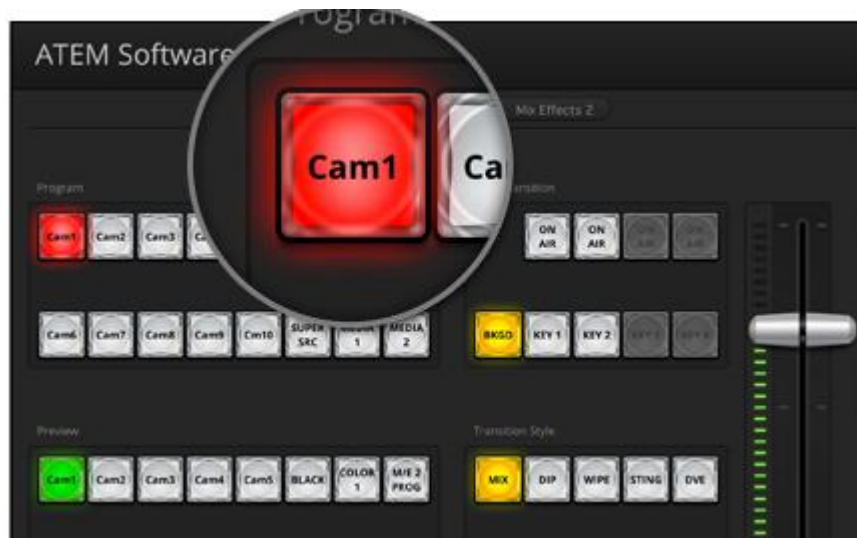 ATEM Software
Program
Mix Effects 2
Cam1 Ca
Program
Cam1 Cam2 Cam3
ON AIR ON AIR
Cam6 Cam7 Cam8 Cam9 Cm10 SUPER SRC MEDIA 1 MEDIA 2
BKGD KEY 1 KEY 2
Preview
Transition Style
Cam1 Cam2 Cam3 Cam4 Cam5 BLACK COLOR 1 M/E 2 PROG
MIX DIP WIPE STING DVE